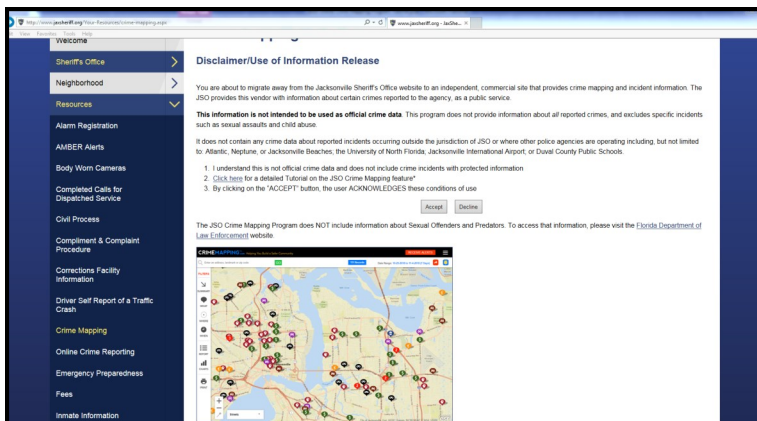 http://www.jaxsheriff.org/Your-Resources/crime-mapping.aspx
www.jaxsheriff.org - JaxShe...
View Favorites Tools Help
Welcome
Sheriff's Office
Neighborhood
Resources
Alarm Registration
AMBER Alerts
Body Worn Cameras
Completed Calls for
Dispatched Service
Civil Process
Compliment & Complaint
Procedure
Corrections Facility
Information
Driver Self Report of a Traffic
Crash
Crime Mapping
Online Crime Reporting
Emergency Preparedness
Fees
Inmate Information
Disclaimer/Use of Information Release
You are about to migrate away from the Jacksonville Sheriff's Office website to an independent, commercial site that provides crime mapping and incident information. The
JSO provides this vendor with information about certain crimes reported to the agency, as a public service.
This information is not intended to be used as official crime data. This program does not provide information about all reported crimes, and excludes specific incidents
such as sexual assaults and child abuse.
It does not contain any crime data about reported incidents occurring outside the jurisdiction of JSO or where other police agencies are operating including, but not limited
to: Atlantic, Neptune, or Jacksonville Beaches; the University of North Florida; Jacksonville International Airport; or Duval County Public Schools.
1. I understand this is not official crime data and does not include crime incidents with protected information
2. Click here for a detailed Tutorial on the JSO Crime Mapping feature*
3. By clicking on the "ACCEPT" button, the user ACKNOWLEDGES these conditions of use
Accept Decline
The JSO Crime Mapping Program does NOT include information about Sexual Offenders and Predators. To access that information, please visit the Florida Department of
Law Enforcement website.
CRIMEMAPPING